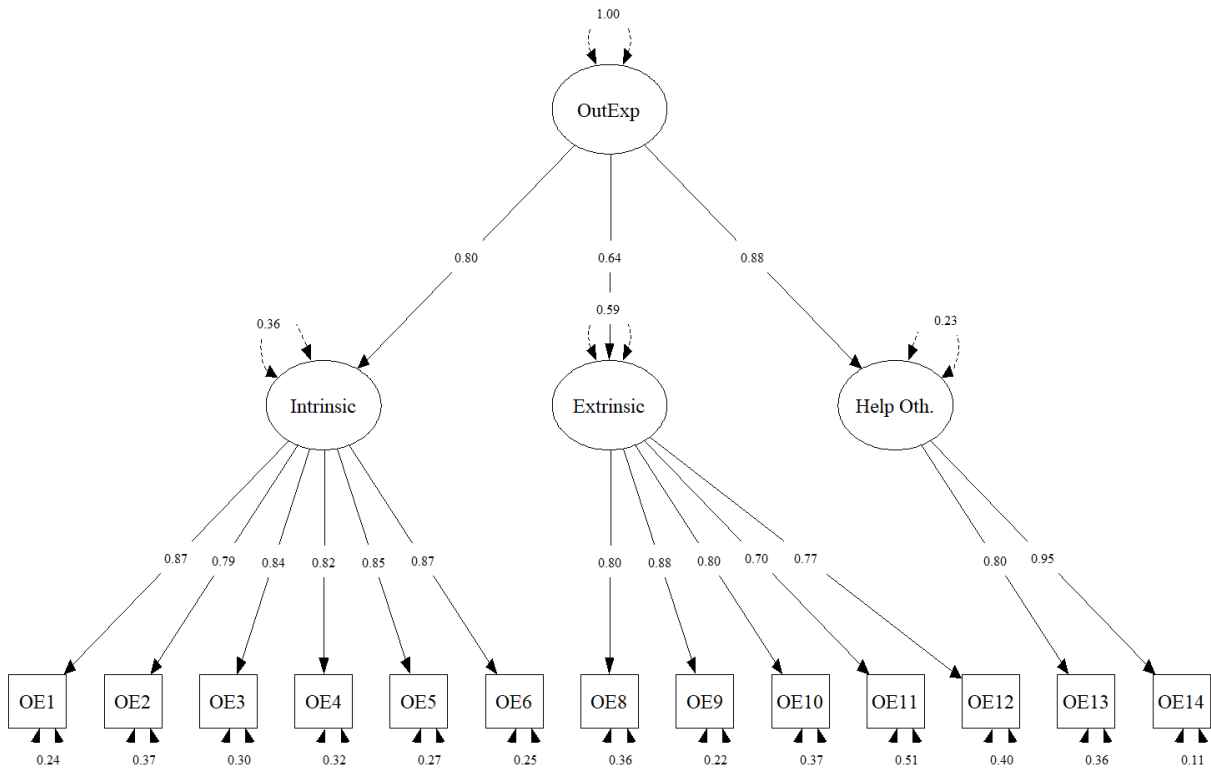 1.00
OutExp
0.80 0.64 0.88
0.59
0.36 0.23
Intrinsic Extrinsic Help Oth.
0.87 0.79 0.84 0.82 0.85 0.87 0.80 0.88 0.80 0.70 0.77 0.80 0.95
OE1 OE2 OE3 OE4 OE5 OE6 OE8 OE9 OE10 OE11 OE12 OE13 OE14
0.24 0.37 0.30 0.32 0.27 0.25 0.36 0.22 0.37 0.51 0.40 0.36 0.11